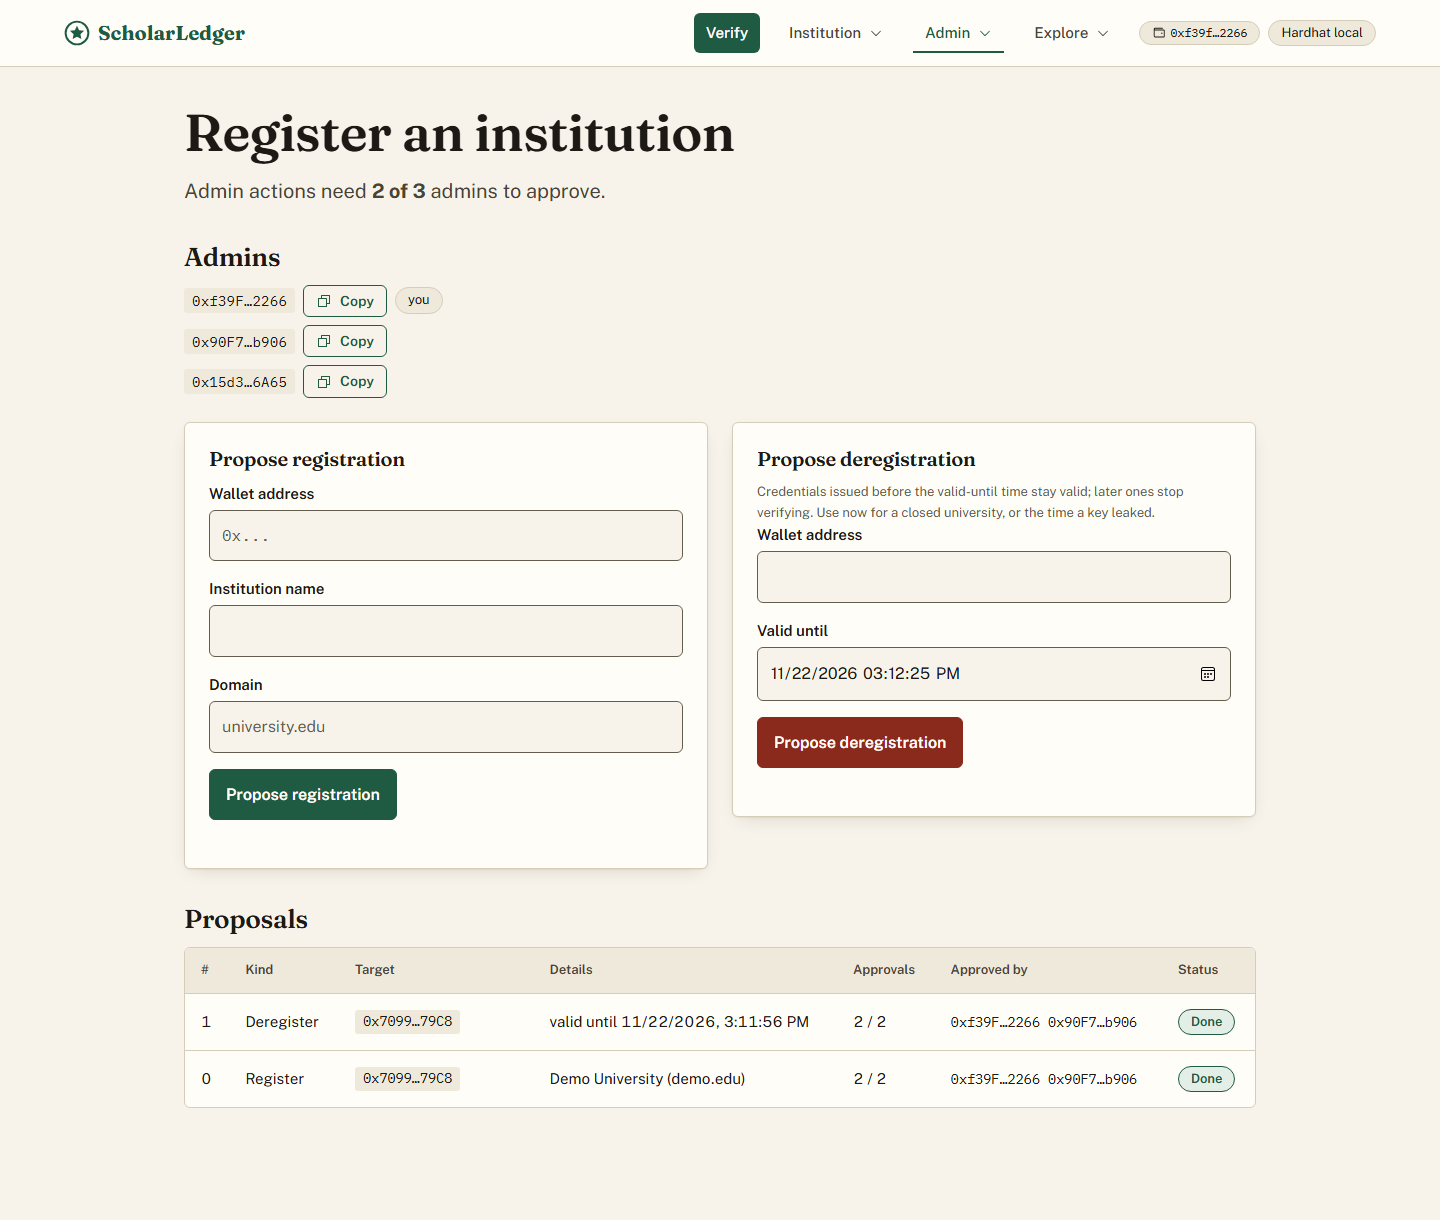 ScholarLedger
Verify
Institution
Admin
Explore
0xf39f…2266
Hardhat local
Register an institution
Admin actions need 2 of 3 admins to approve.
Admins
0xf39F…2266 Copy you
0x90F7…b906 Copy
0x15d3…6A65 Copy
Propose registration
Wallet address
0x...
Institution name
Domain
university.edu
Propose registration
Propose deregistration
Credentials issued before the valid-until time stay valid; later ones stop
verifying. Use now for a closed university, or the time a key leaked.
Wallet address
Valid until
11/22/2026 03:12:25 PM
Propose deregistration
Proposals
# Kind Target Details Approvals Approved by Status
1 Deregister 0x7099…79C8 valid until 11/22/2026, 3:11:56 PM 2 / 2 0xf39F…2266 0x90F7…b906 Done
0 Register 0x7099…79C8 Demo University (demo.edu) 2 / 2 0xf39F…2266 0x90F7…b906 Done